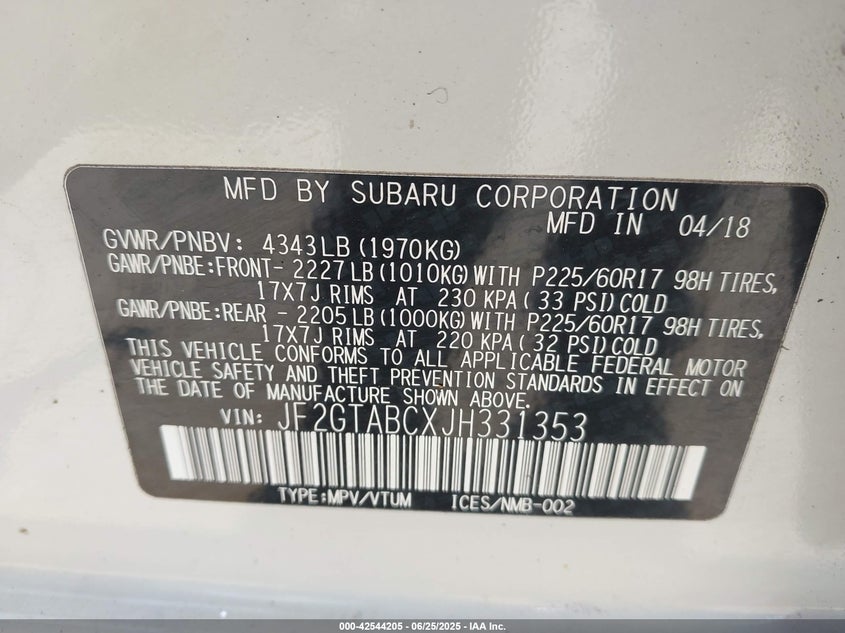 MFD BY SUBARU CORPORATION
MFD IN 04/18
GVWR/PNBV: 4343LB (1970KG)
GAWR/PNBE:FRONT- 2227 LB (1010KG) WITH P225/60R17 98H TIRES,
17X7J RIMS AT 230 KPA ( 33 PSI) COLD
GAWR/PNBE:REAR - 2205 LB (1000KG) WITH P225/60R17 98H TIRES,
17X7J RIMS AT 220 KPA ( 32 PSI) COLD
THIS VEHICLE CONFORMS TO ALL APPLICABLE FEDERAL MOTOR
VEHICLE SAFETY AND THEFT PREVENTION STANDARDS IN EFFECT ON
THE DATE OF MANUFACTURE SHOWN ABOVE.
VIN: JF2GTABCXJH331353
TYPE:MPV/VTUM ICES/NMB-002
000-42544205 - 06/25/2025 - IAA Inc.